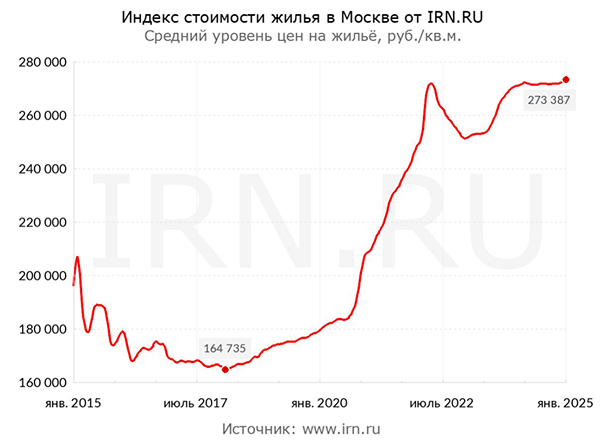 Индекс стоимости жилья в Москве от IRN.RU
Средний уровень цен на жильё, руб./кв.м.
280 000
260 000
240 000
220 000
200 000
180 000
160 000
273 387
164 735
IRN.RU
янв. 2015
июль 2017
янв. 2020
июль 2022
янв. 2025
Источник: www.irn.ru